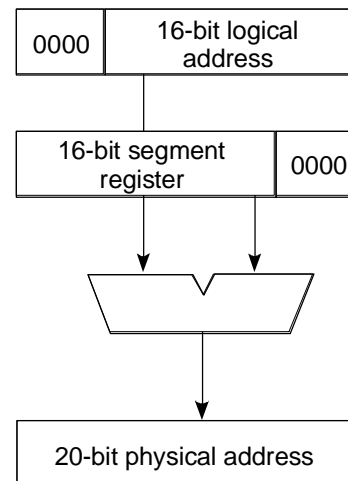 0000
16-bit logical
address
16-bit segment
register
0000
20-bit physical address